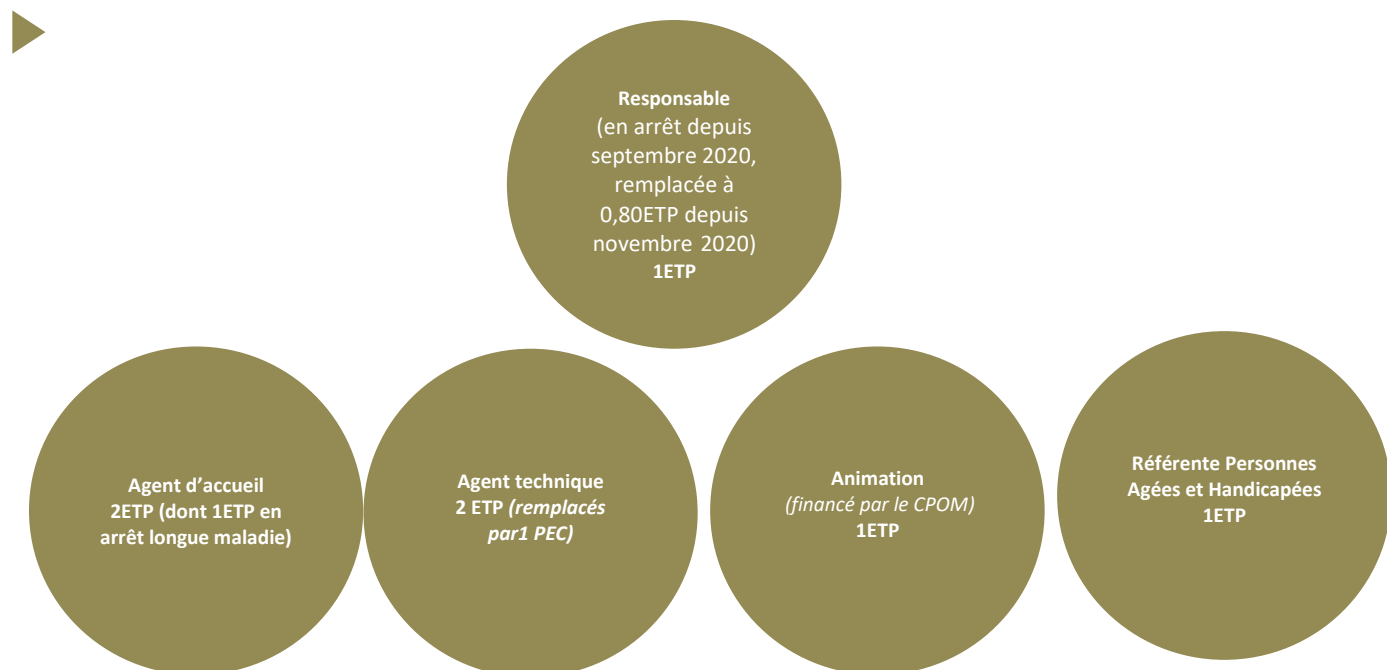 Responsable
(en arrêt depuis
septembre 2020,
remplacée à
0,80ETP depuis
novembre 2020)
1ETP
Agent d’accueil
2ETP (dont 1ETP en
arrêt longue maladie)
Agent technique
2 ETP (remplacés
par1 PEC)
Animation
(financé par le CPOM)
1ETP
Référente Personnes
Agées et Handicapées
1ETP